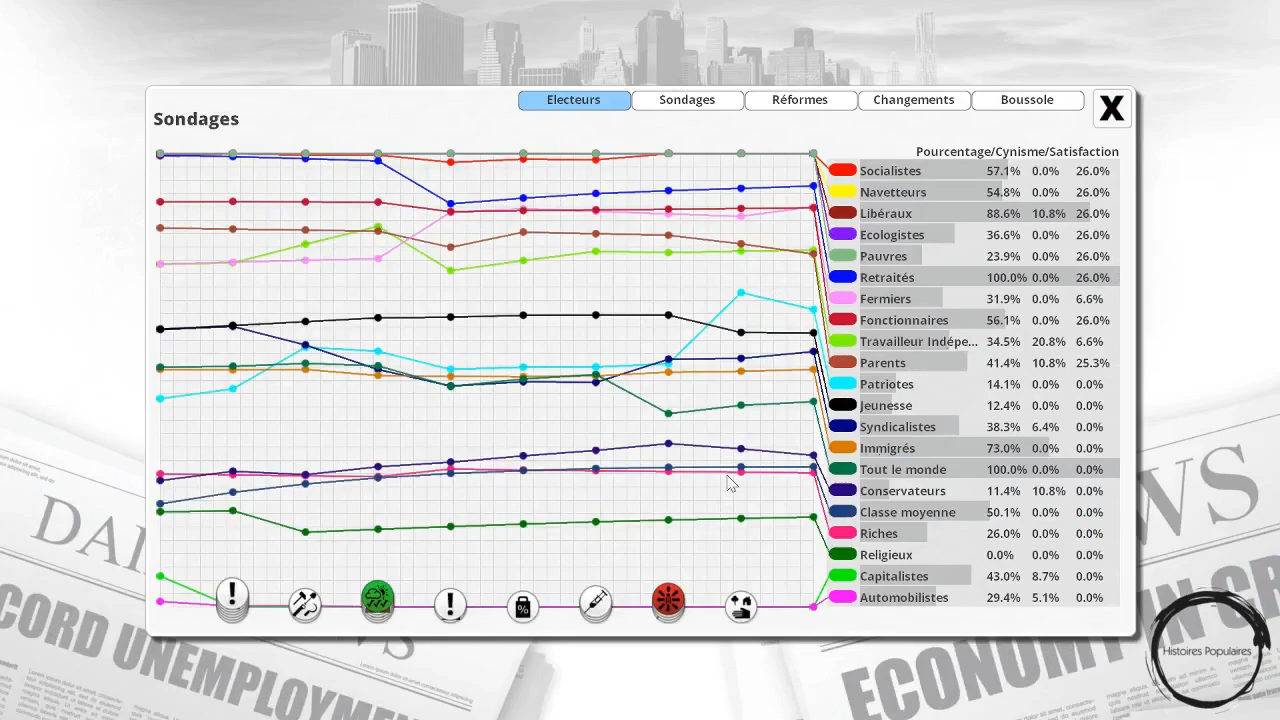 Electeurs Sondages Réformes Changements Boussole X
Sondages
Pourcentage/Cynisme/Satisfaction
Socialistes 57.1% 0.0% 26.0%
Navetteurs 54.8% 0.0% 26.0%
Libéraux 88.6% 10.8% 26.0%
Ecologistes 36.6% 0.0% 26.0%
Pauvres 23.9% 0.0% 26.0%
Retraités 100.0% 0.0% 26.0%
Fermiers 31.9% 0.0% 6.6%
Fonctionnaires 56.1% 0.0% 26.0%
Travailleur Indépe... 34.5% 20.8% 6.6%
Parents 41.4% 10.8% 25.3%
Patriotes 14.1% 0.0% 0.0%
Jeunesse 12.4% 0.0% 0.0%
Syndicalistes 38.3% 6.4% 0.0%
Immigrés 73.0% 0.0% 0.0%
Tout le monde 100.0% 0.0% 0.0%
Conservateurs 11.4% 10.8% 0.0%
Classe moyenne 50.1% 0.0% 0.0%
Riches 26.0% 0.0% 0.0%
Religieux 0.0% 0.0% 0.0%
Capitalistes 43.0% 8.7% 0.0%
Automobilistes 29.4% 5.1% 0.0%
! ! %
DAI
WS
CORD UNEMPLOYM
ECONOMY IN CR
Histoires Populaires